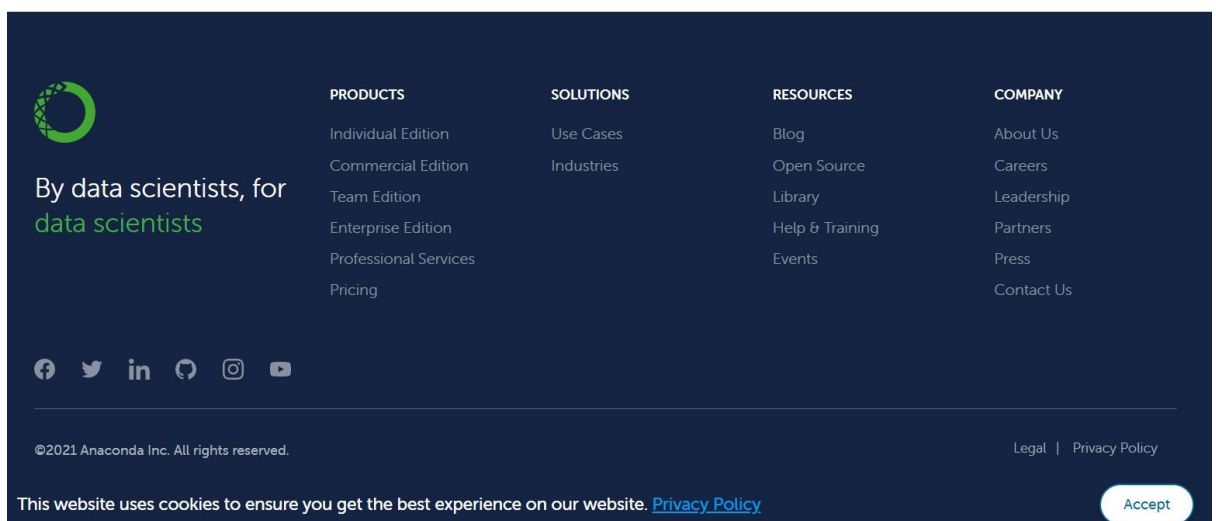 By data scientists, for
data scientists
PRODUCTS
Individual Edition
Commercial Edition
Team Edition
Enterprise Edition
Professional Services
Pricing
SOLUTIONS
Use Cases
Industries
RESOURCES
Blog
Open Source
Library
Help & Training
Events
COMPANY
About Us
Careers
Leadership
Partners
Press
Contact Us
©2021 Anaconda Inc. All rights reserved.
Legal | Privacy Policy
This website uses cookies to ensure you get the best experience on our website. Privacy Policy
Accept